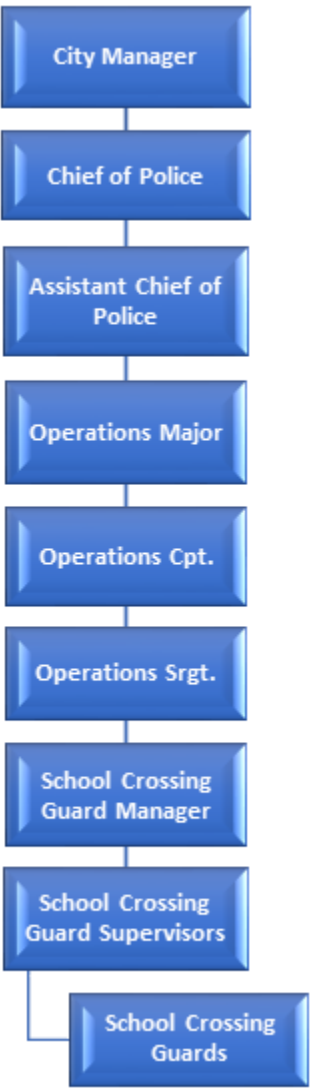 City Manager
Chief of Police
Assistant Chief of
Police
Operations Major
Operations Cpt.
Operations Srgt.
School Crossing
Guard Manager
School Crossing
Guard Supervisors
School Crossing
Guards